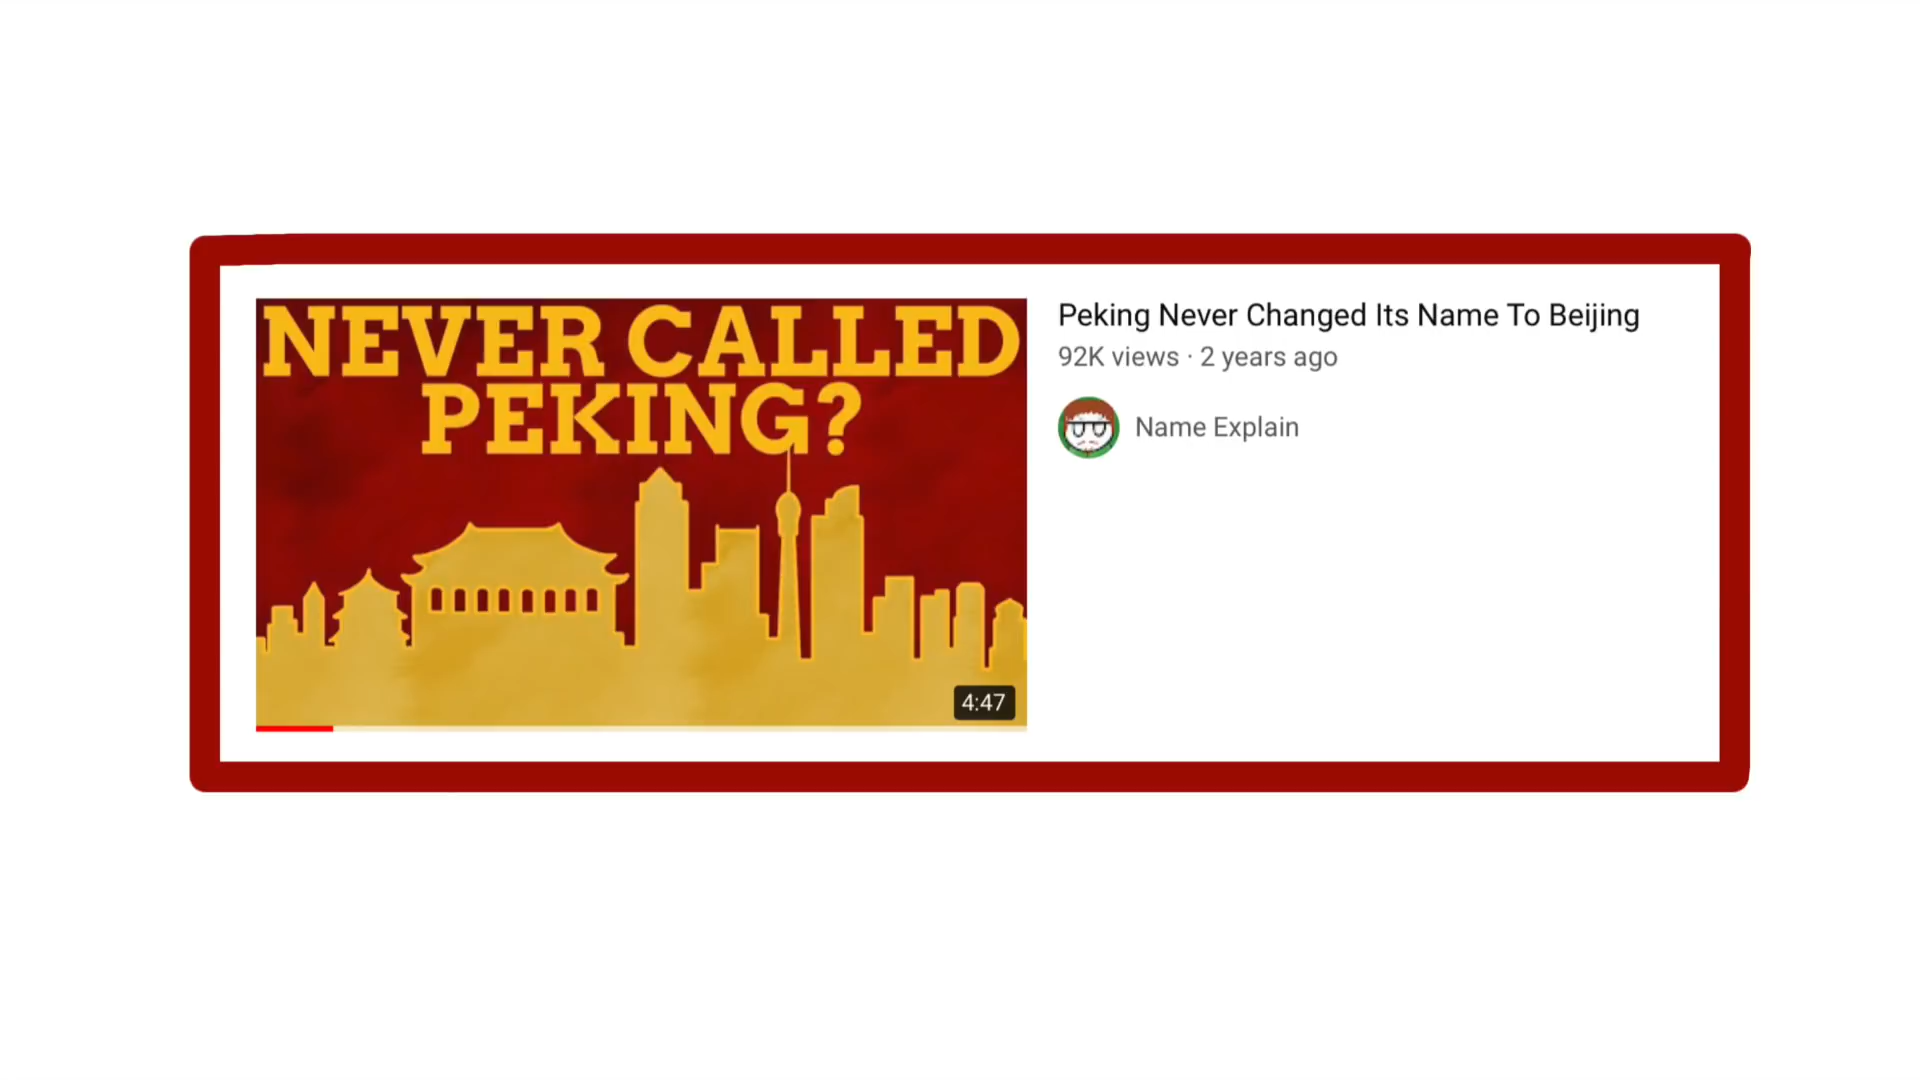 NEVER CALLED
PEKING?
4:47
Peking Never Changed Its Name To Beijing
92K views · 2 years ago
Name Explain